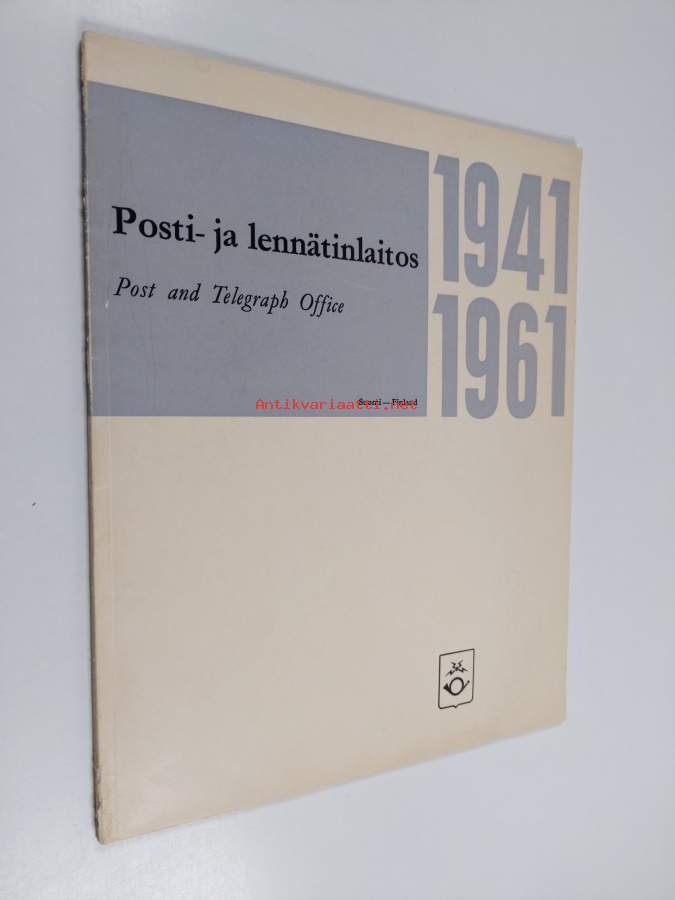 1941
Posti- ja lennätinlaitos
Post and Telegraph Office
1961
Suomi — Finland
Antikvariaatti.net